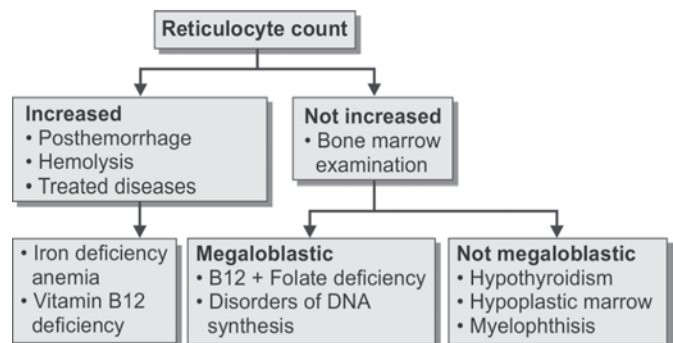 Reticulocyte count
Increased
• Posthemorrhage
• Hemolysis
• Treated diseases
Not increased
• Bone marrow
examination
• Iron deficiency
anemia
• Vitamin B12
deficiency
Megaloblastic
• B12 + Folate deficiency
• Disorders of DNA
synthesis
Not megaloblastic
• Hypothyroidism
• Hypoplastic marrow
• Myelophthisis